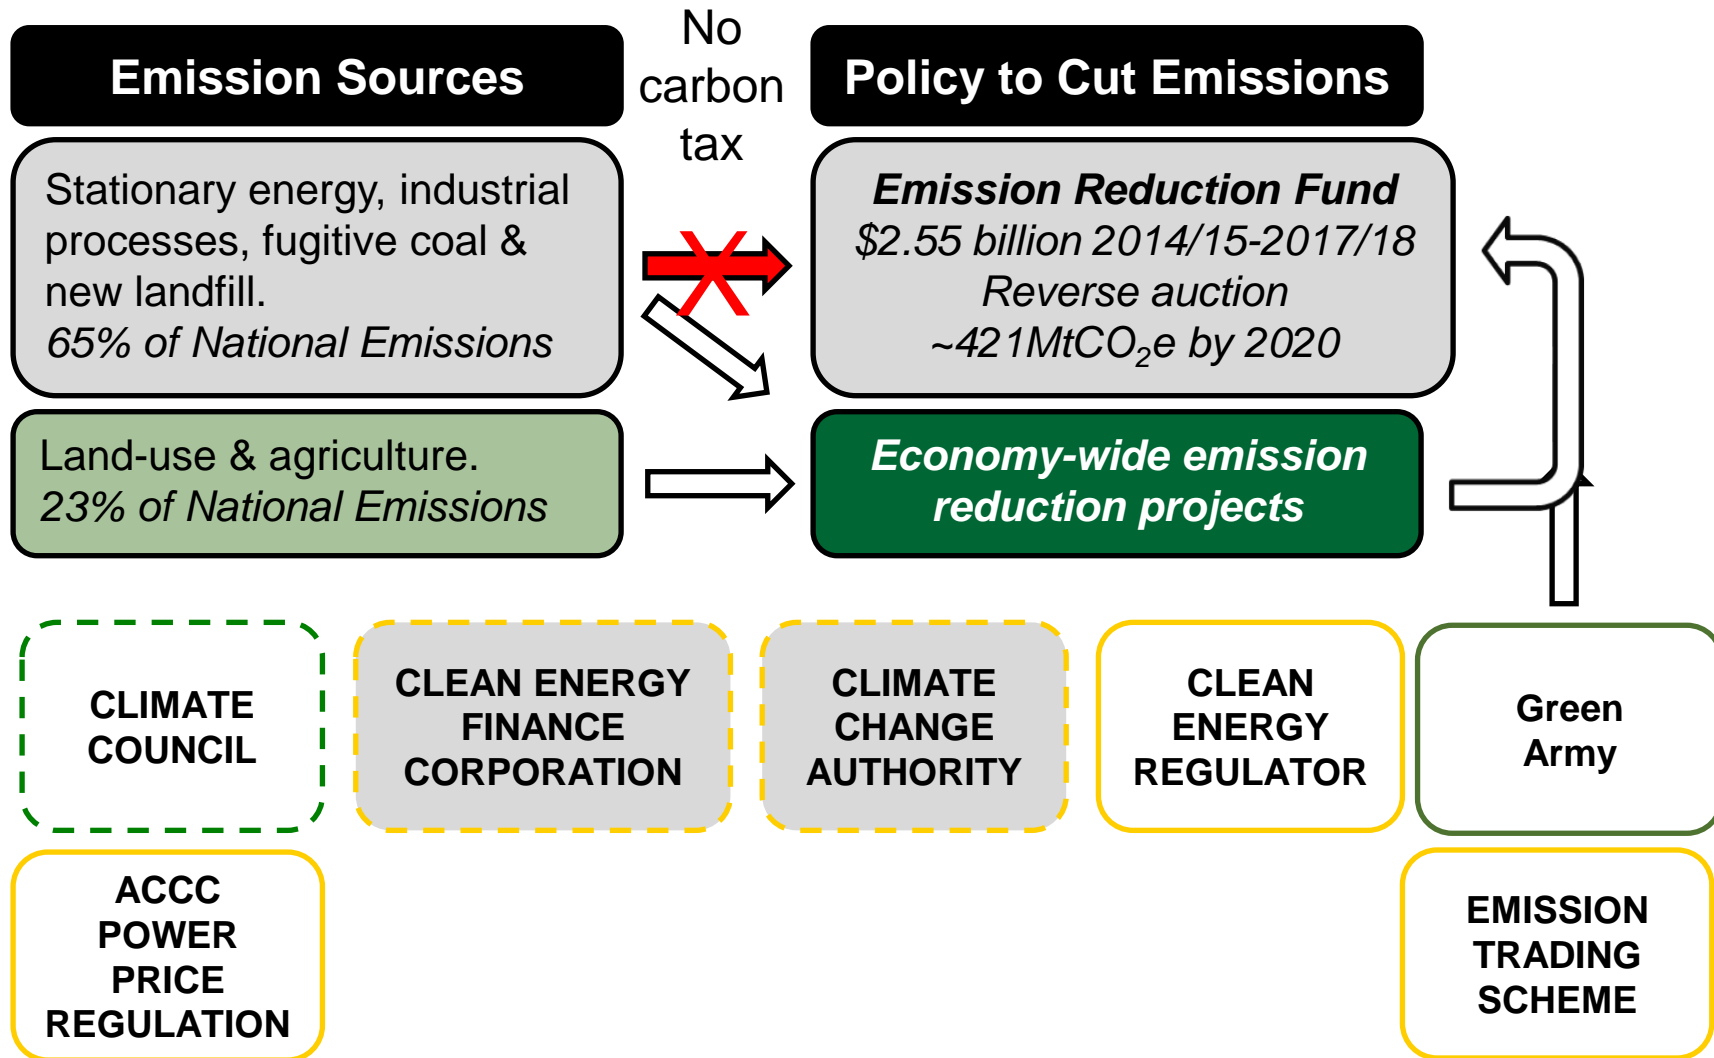 Emission Sources
No
carbon
tax
Policy to Cut Emissions
Stationary energy, industrial
processes, fugitive coal &
new landfill.
65% of National Emissions
Emission Reduction Fund
$2.55 billion 2014/15-2017/18
Reverse auction
~421MtCO₂e by 2020
Land-use & agriculture.
23% of National Emissions
Economy-wide emission
reduction projects
CLIMATE
COUNCIL
CLEAN ENERGY
FINANCE
CORPORATION
CLIMATE
CHANGE
AUTHORITY
CLEAN
ENERGY
REGULATOR
Green
Army
ACCC
POWER
PRICE
REGULATION
EMISSION
TRADING
SCHEME